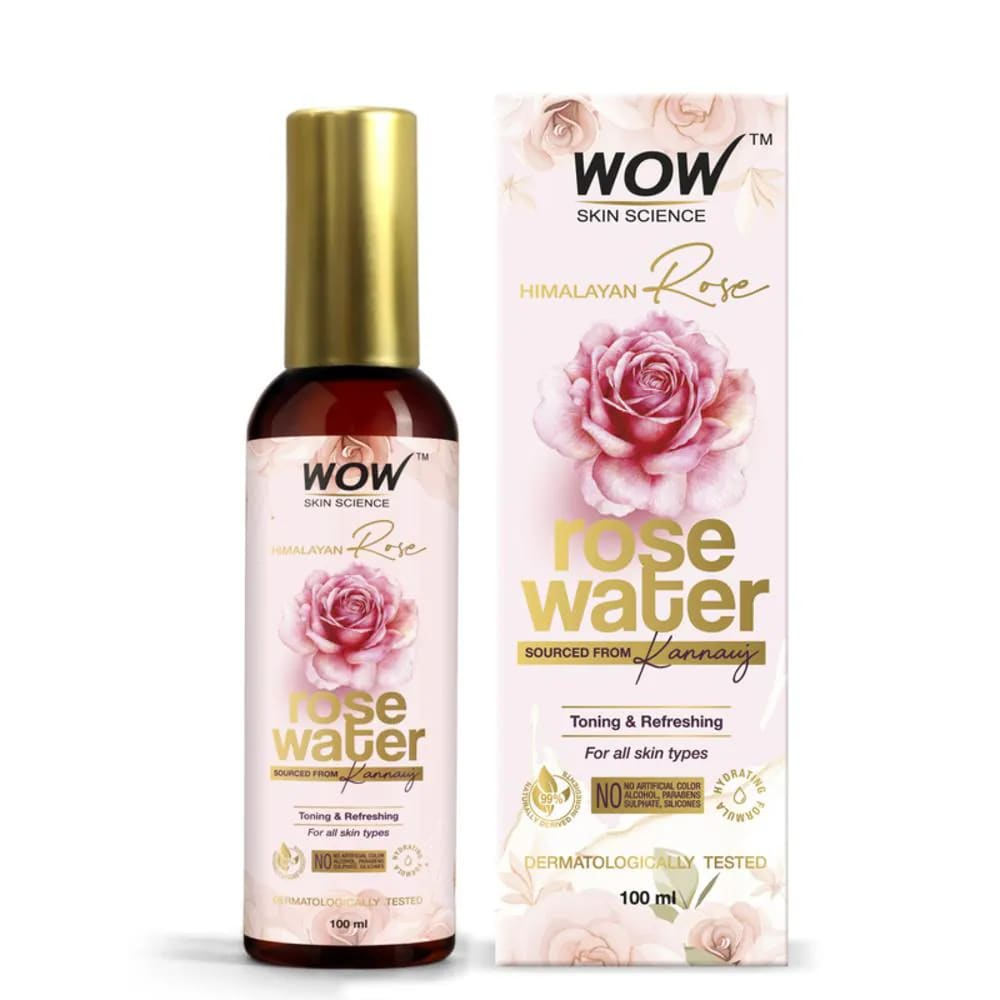 WOW™
SKIN SCIENCE
HIMALAYAN Rose
rose
water
SOURCED FROM Kannauj
Toning & Refreshing
For all skin types
NO NO ARTIFICIAL COLOR
ALCOHOL, PARABENS
SULPHATE, SILICONES
HYDRATING FORMULA
DERMATOLOGICALLY TESTED
100 ml
WOW™
SKIN SCIENCE
HIMALAYAN Rose
rose
water
SOURCED FROM Kannauj
Toning & Refreshing
For all skin types
99%
NATURALLY DERIVED INGREDIENTS
NO NO ARTIFICIAL COLOR
ALCOHOL, PARABENS
SULPHATE, SILICONES
HYDRATING FORMULA
DERMATOLOGICALLY TESTED
100 ml